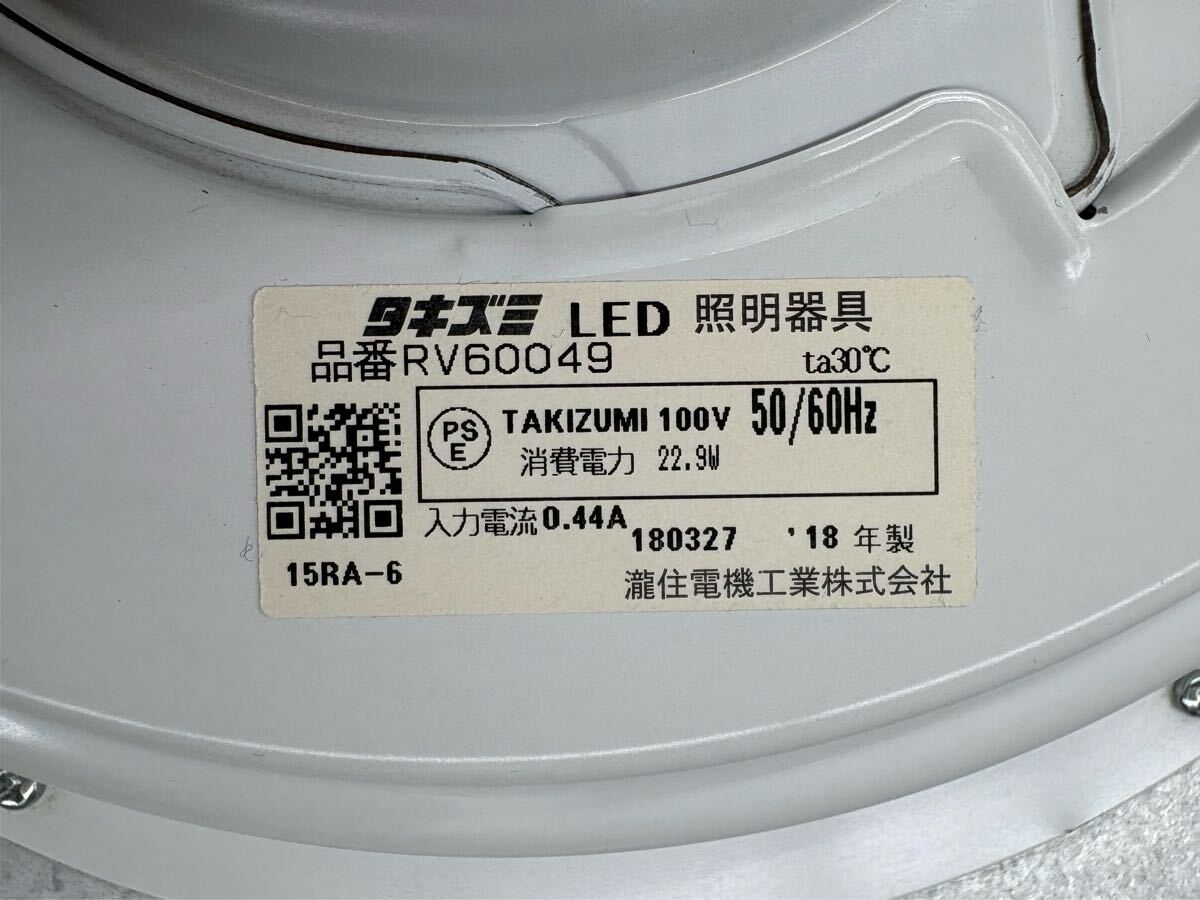 タキズミ LED 照明器具
品番RV60049 ta30℃
PS
E
TAKIZUMI 100V 50/60Hz
消費電力 22.9W
入力電流0.44A 180327 '18年製
15RA-6
瀧住電機工業株式会社